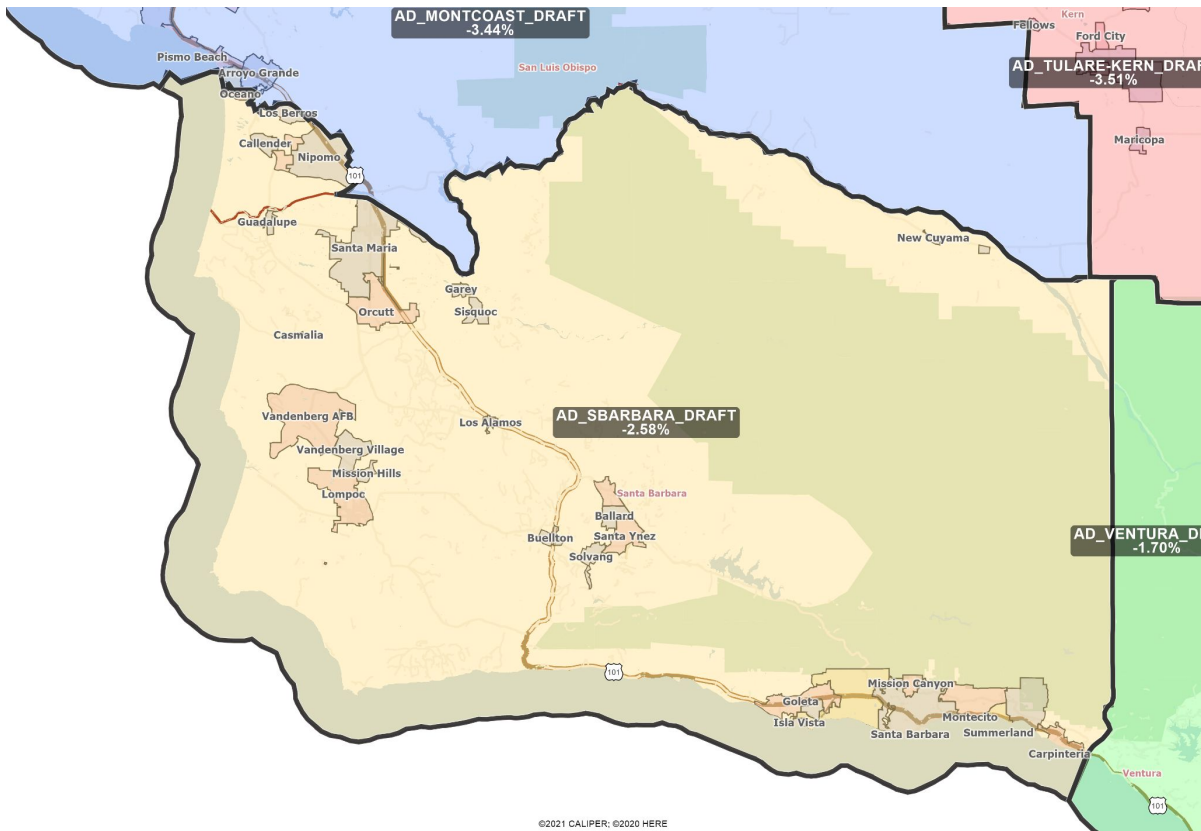 AD_MONTCOAST_DRAFT
-3.44%
Kern
Fellows
Ford City
Pismo Beach
San Luis Obispo
AD_TULARE-KERN_DRAF
-3.51%
Arroyo Grande
Oceano
Los Berros
Maricopa
Callender
Nipomo
101
Guadalupe
Santa Maria
New Cuyama
Garey
Orcutt
Sisquoc
Casmalia
Vandenberg AFB
Los Alamos
AD_SBARBARA_DRAFT
-2.58%
Vandenberg Village
Mission Hills
Lompoc
Santa Barbara
Ballard
Buellton
Santa Ynez
Solvang
AD_VENTURA_D
-1.70%
101
Mission Canyon
Goleta
Isla Vista
Montecito
Santa Barbara
Summerland
Carpinteria
Ventura
101
©2021 CALIPER; ©2020 HERE